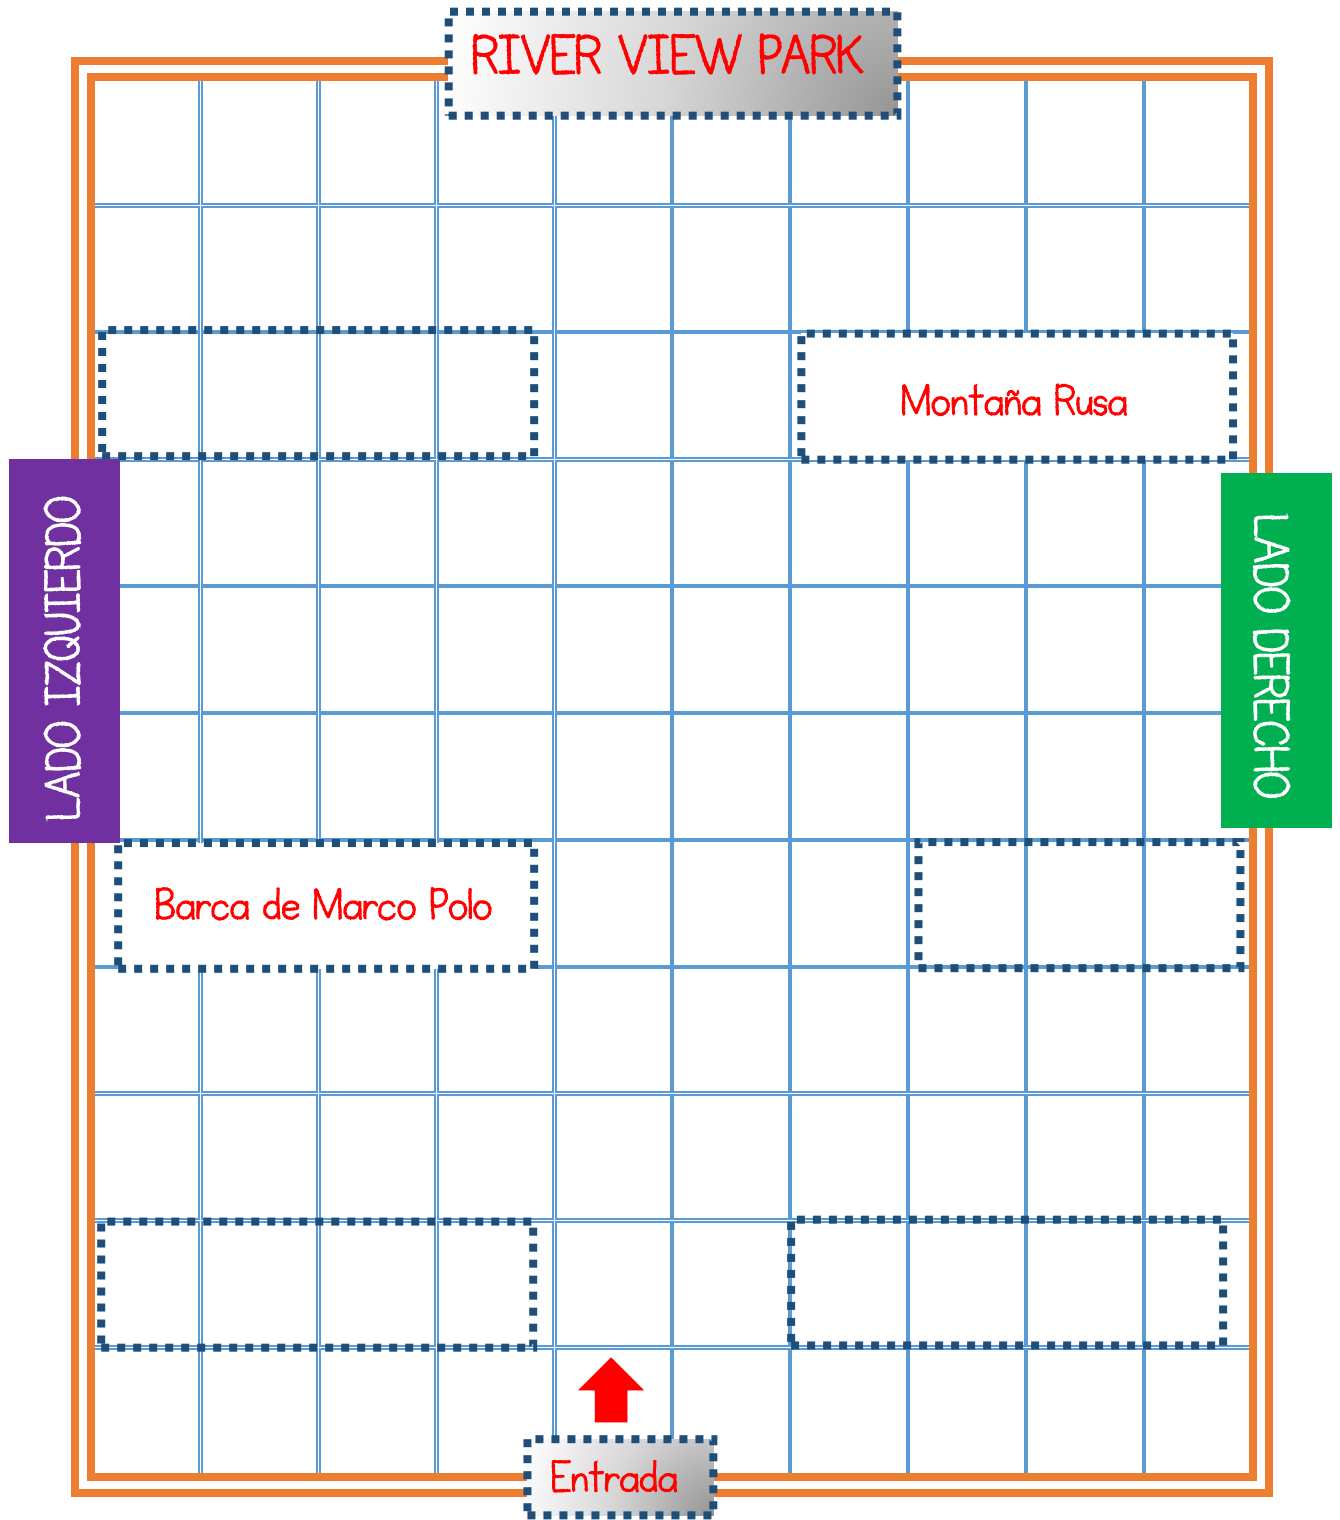 RIVER VIEW PARK
Montaña Rusa
LADO IZQUIERDO
LADO DERECHO
Barca de Marco Polo
Entrada